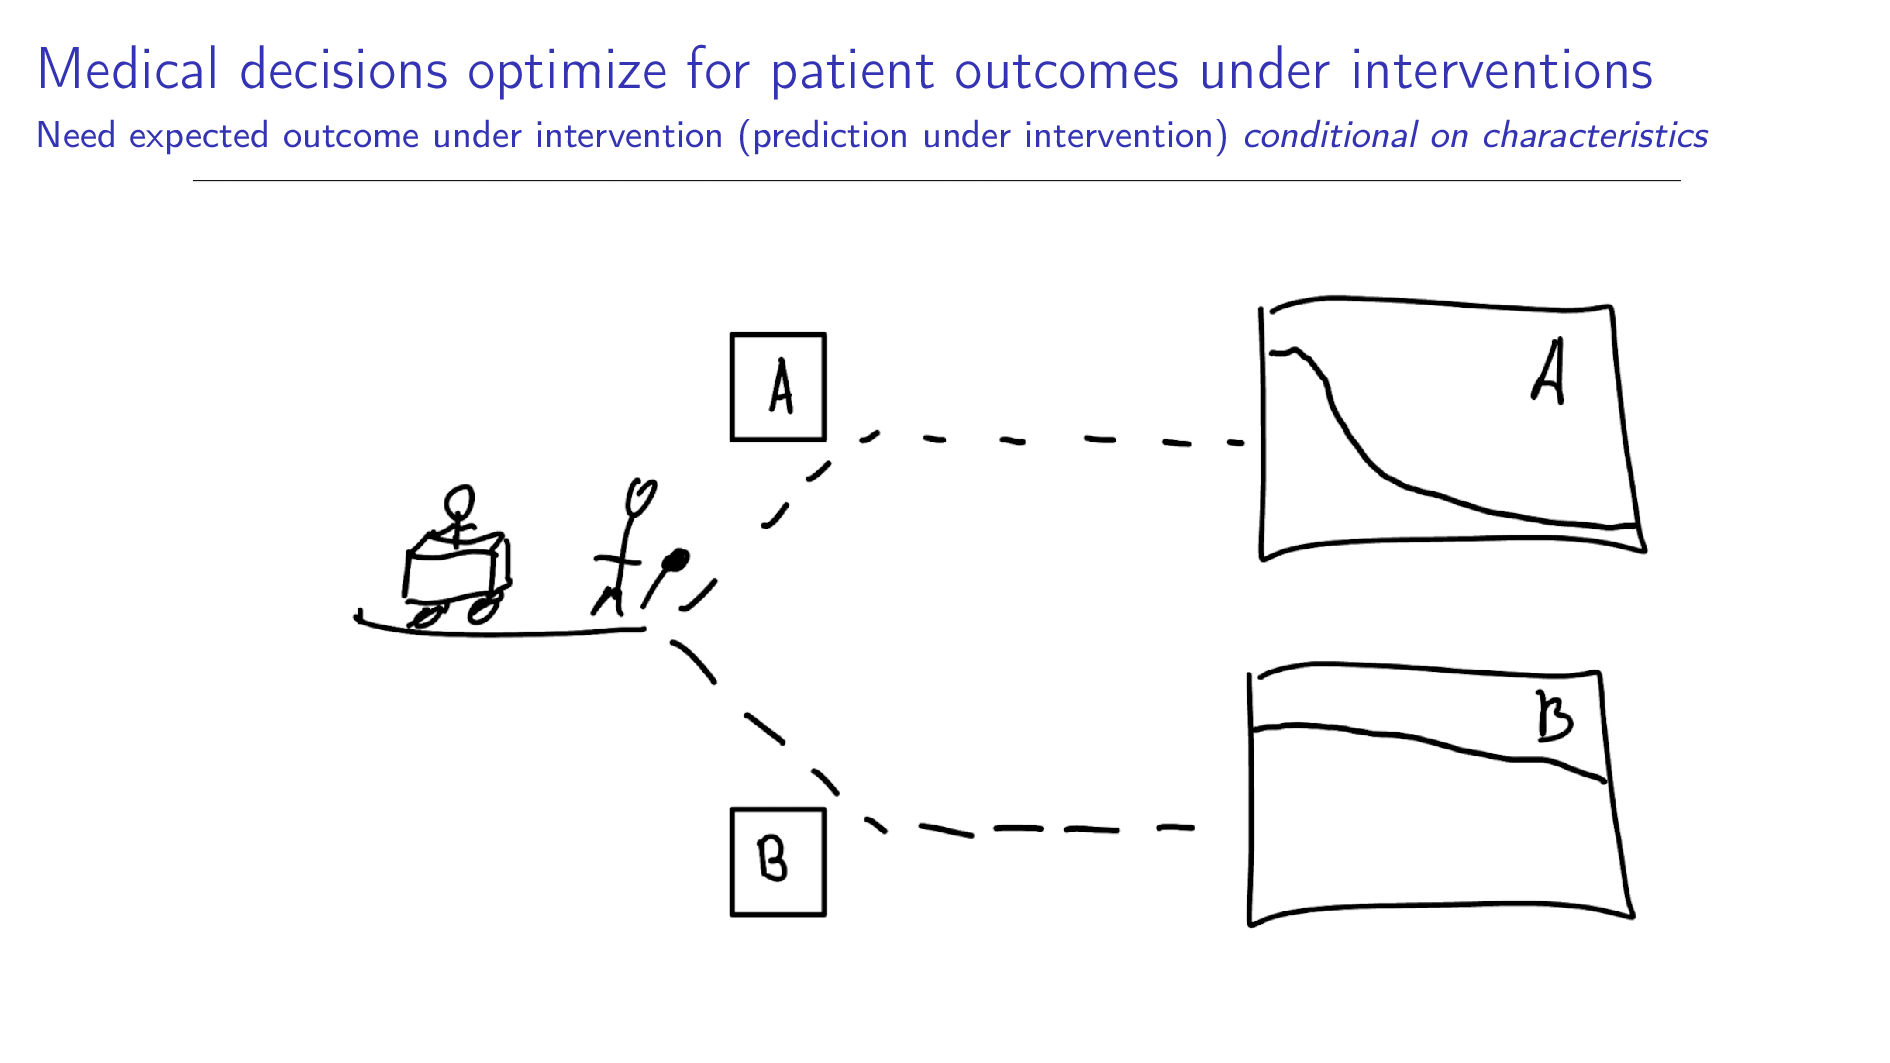 Medical decisions optimize for patient outcomes under interventions
Need expected outcome under intervention (prediction under intervention) conditional on characteristics
A
A
B
B